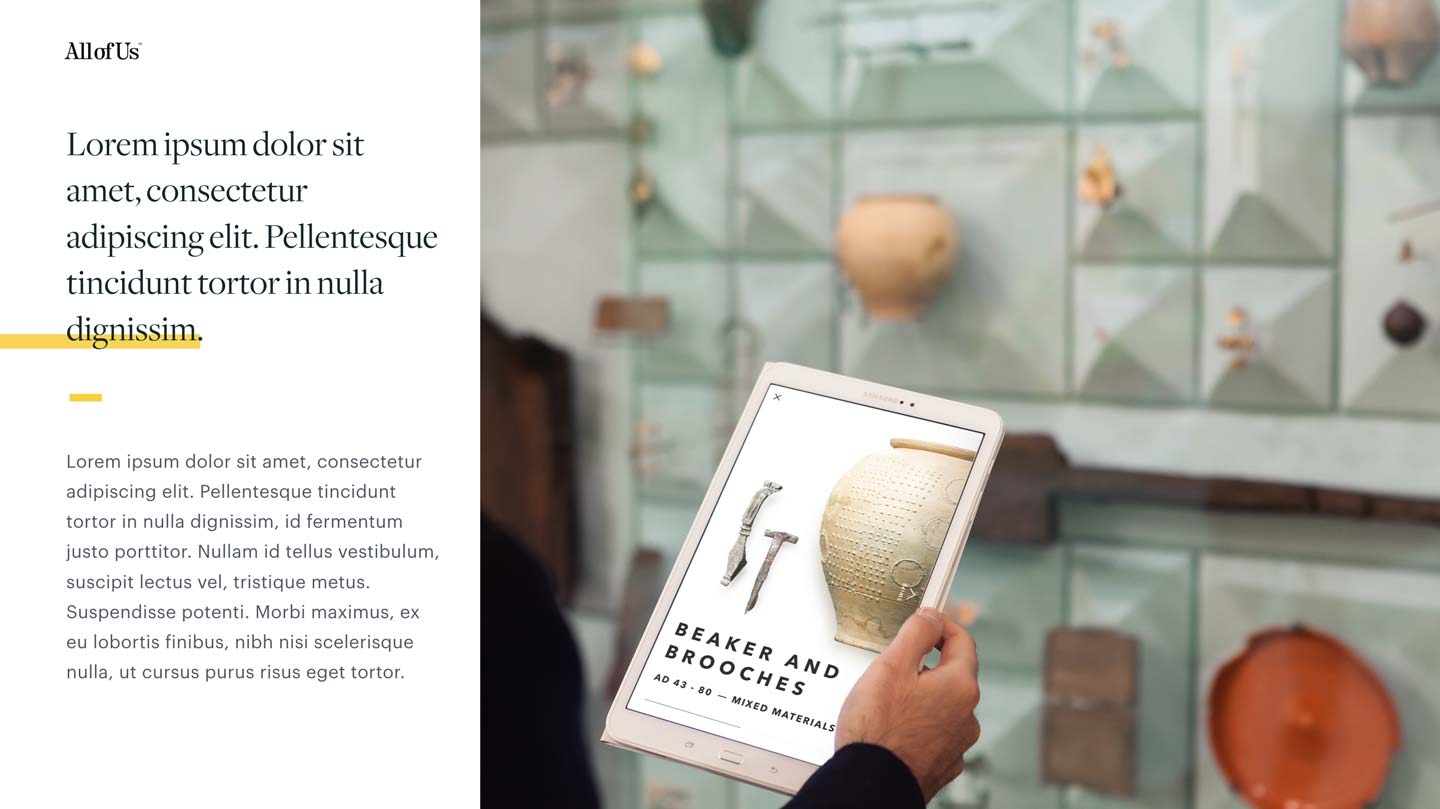 All of Us™
Lorem ipsum dolor sit
amet, consectetur
adipiscing elit. Pellentesque
tincidunt tortor in nulla
dignissim.
Lorem ipsum dolor sit amet, consectetur
adipiscing elit. Pellentesque tincidunt
tortor in nulla dignissim, id fermentum
justo porttitor. Nullam id tellus vestibulum,
suscipit lectus vel, tristique metus.
Suspendisse potenti. Morbi maximus, ex
eu lobortis finibus, nibh nisi scelerisque
nulla, ut cursus purus risus eget tortor.
SAMSUNG
BEAKER AND
BROOCHES
AD 43 - 80 — MIXED MATERIALS